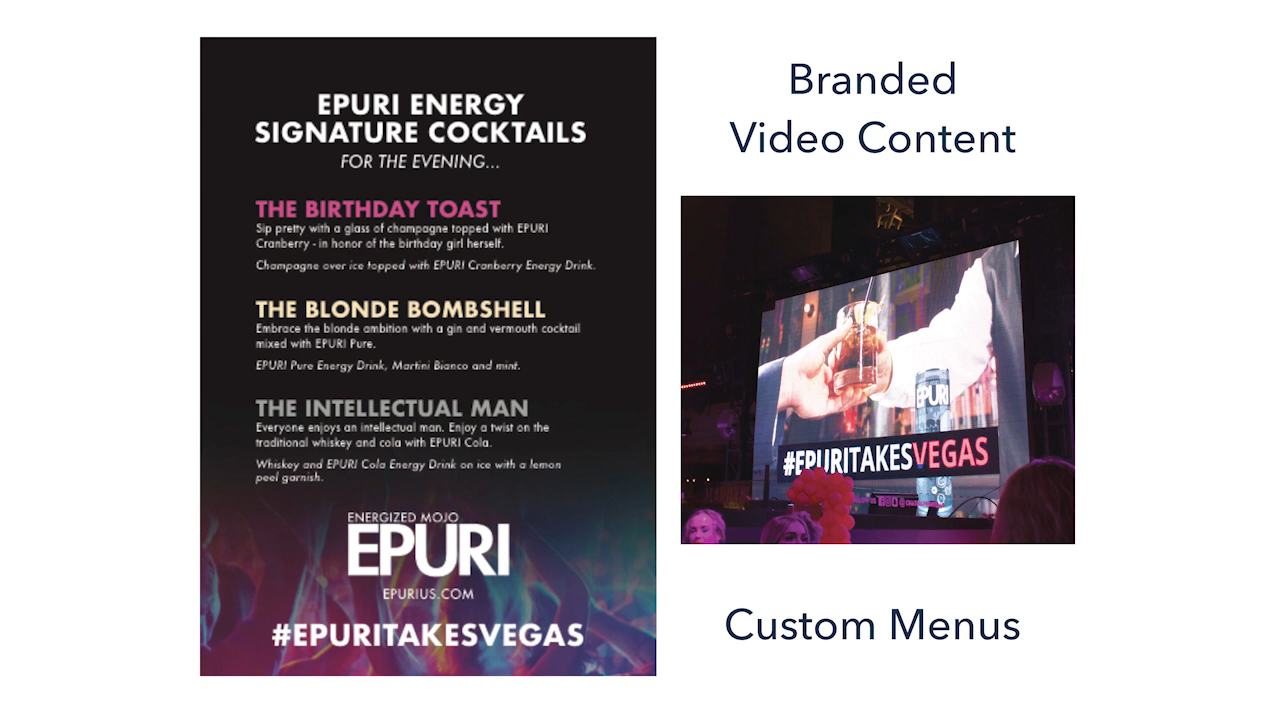 EPURI ENERGY
SIGNATURE COCKTAILS
FOR THE EVENING...
THE BIRTHDAY TOAST
Sip pretty with a glass of champagne topped with EPURI
Cranberry - in honor of the birthday girl herself.
Champagne over ice topped with EPURI Cranberry Energy Drink.
THE BLONDE BOMBSHELL
Embrace the blonde ambition with a gin and vermouth cocktail
mixed with EPURI Pure.
EPURI Pure Energy Drink, Martini Bianco and mint.
THE INTELLECTUAL MAN
Everyone enjoys an intellectual man. Enjoy a twist on the
traditional whiskey and cola with EPURI Cola.
Whiskey and EPURI Cola Energy Drink on ice with a lemon
peel garnish.
ENERGIZED MOJO
EPURI
EPURIUS.COM
#EPURITAKESVEGAS
Branded
Video Content
EPURI
#EPURITAKESVEGAS
Custom Menus